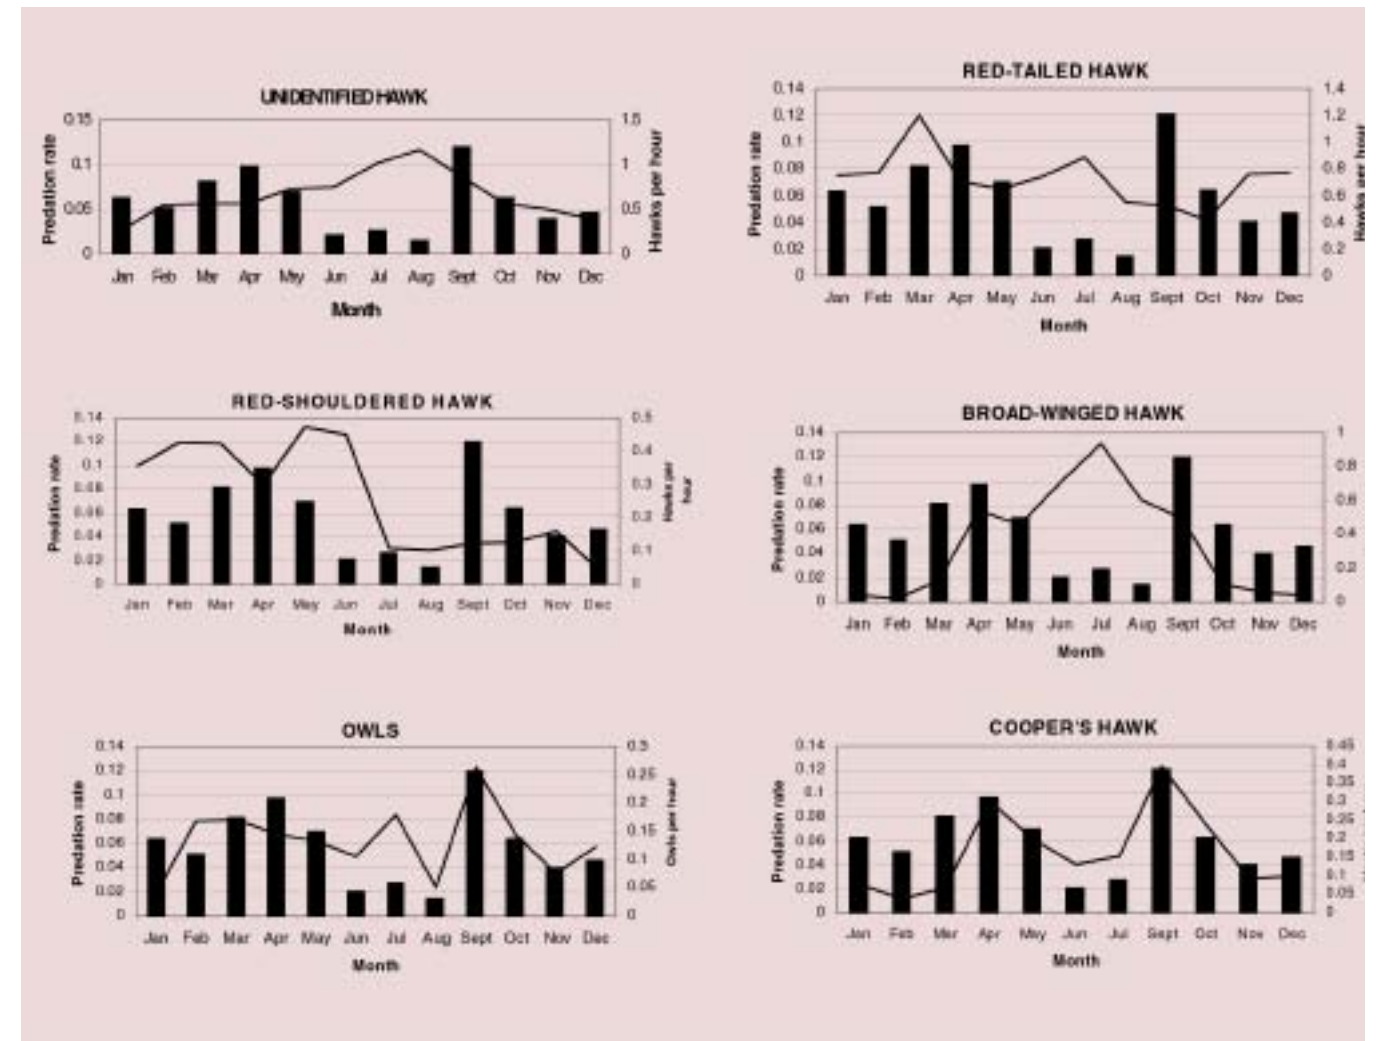 UNIDENTIFIED HAWK
Predation rate
0.15
0.1
0.05
0
1.5
1
0.5
0
Hawks per hour
Jan Feb Mar Apr May Jun Jul Aug Sept Oct Nov Dec
Month
RED-TAILED HAWK
Predation rate
0.14
0.12
0.1
0.08
0.06
0.04
0.02
0
1.4
1.2
1
0.8
0.6
0.4
0.2
0
Hawks per hour
Jan Feb Mar Apr May Jun Jul Aug Sept Oct Nov Dec
Month
RED-SHOULDERED HAWK
Predation rate
0.14
0.12
0.1
0.08
0.06
0.04
0.02
0
0.5
0.4
0.3
0.2
0.1
0
Hawks per
hour
Jan Feb Mar Apr May Jun Jul Aug Sept Oct Nov Dec
Month
BROAD-WINGED HAWK
Predation rate
0.14
0.12
0.1
0.08
0.06
0.04
0.02
0
1
0.8
0.6
0.4
0.2
0
Jan Feb Mar Apr May Jun Jul Aug Sept Oct Nov Dec
Month
OWLS
Predation rate
0.14
0.12
0.1
0.08
0.06
0.04
0.02
0
0.3
0.25
0.2
0.15
0.1
0.05
0
Owls per hour
Jan Feb Mar Apr May Jun Jul Aug Sept Oct Nov Dec
Month
COOPER'S HAWK
Predation rate
0.14
0.12
0.1
0.08
0.06
0.04
0.02
0
0.45
0.4
0.35
0.3
0.25
0.2
0.15
0.1
0.05
0
Jan Feb Mar Apr May Jun Jul Sept Oct Nov Dec
Month